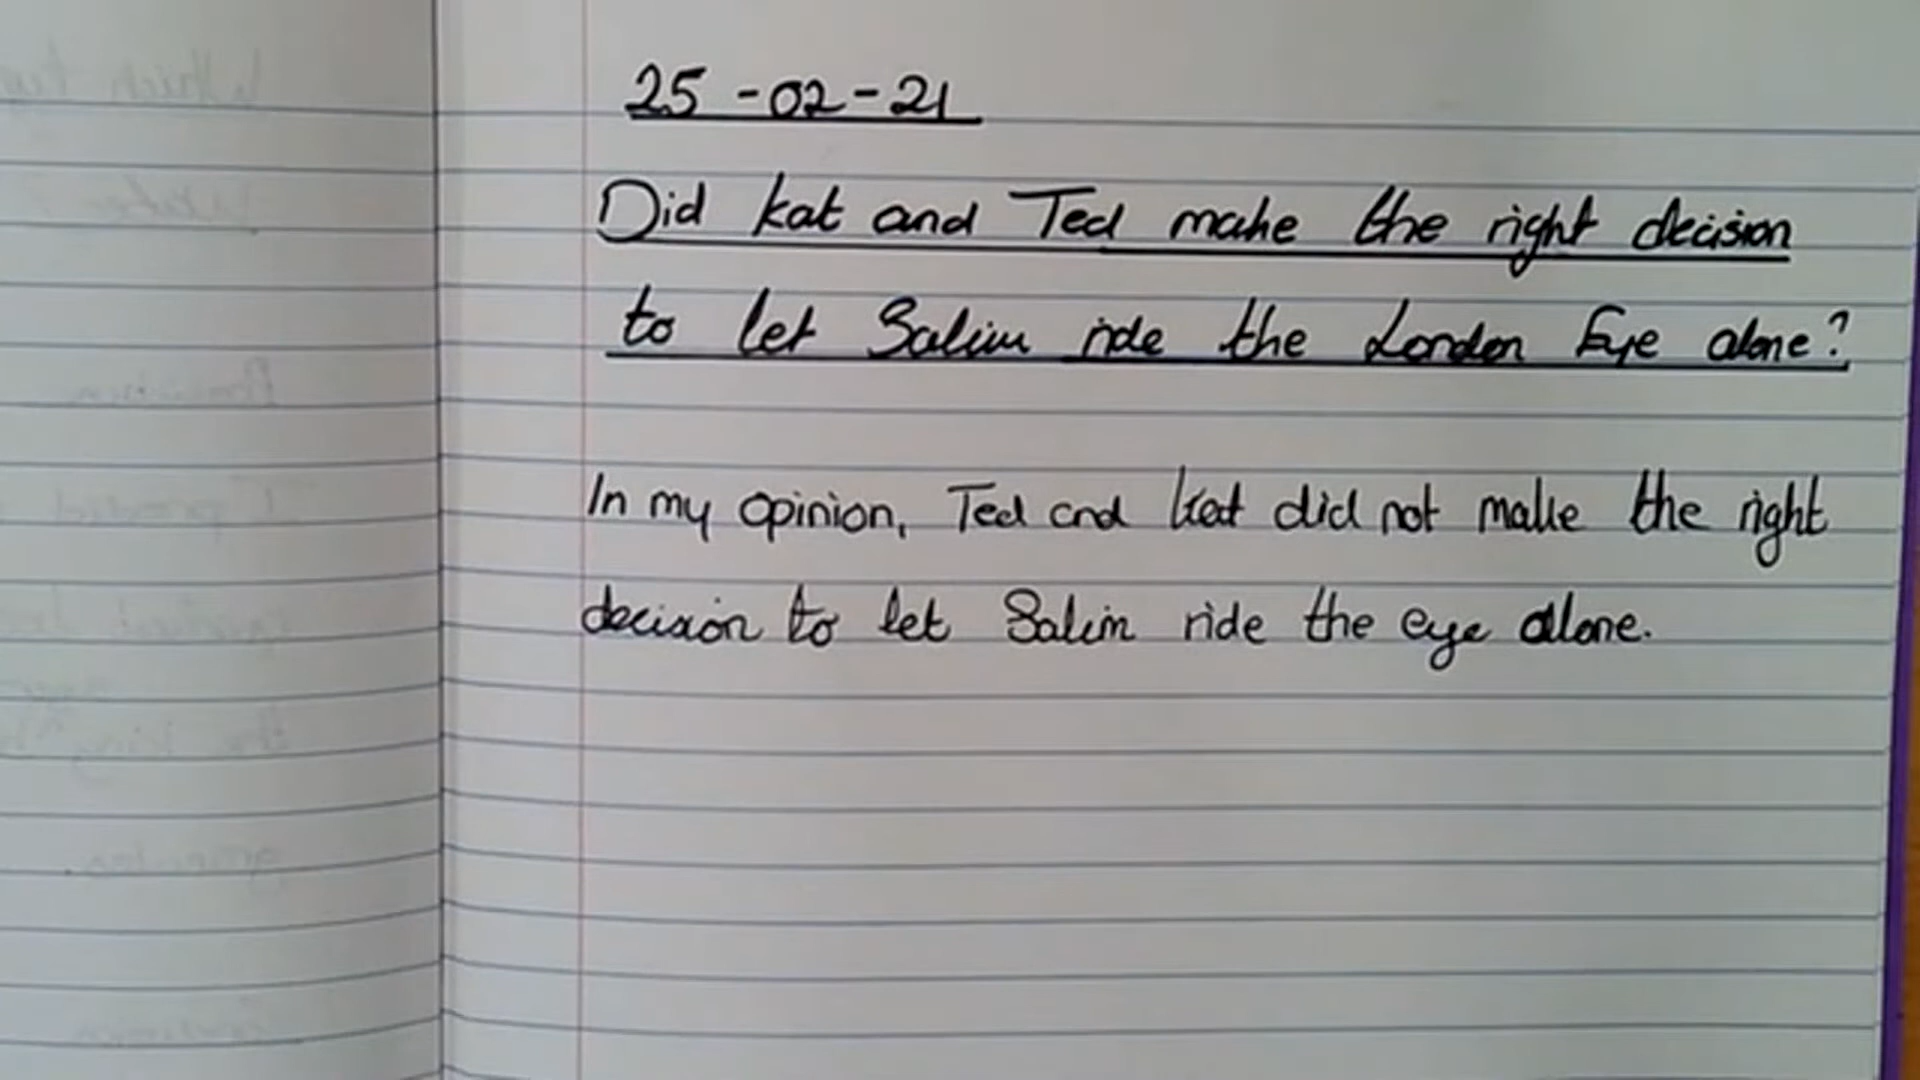 25-02-21
Did Kat and Ted make the right decision
to let Salim ride the London Eye alone?
In my opinion, Ted and Kat did not make the right
decision to let Salim ride the eye alone.